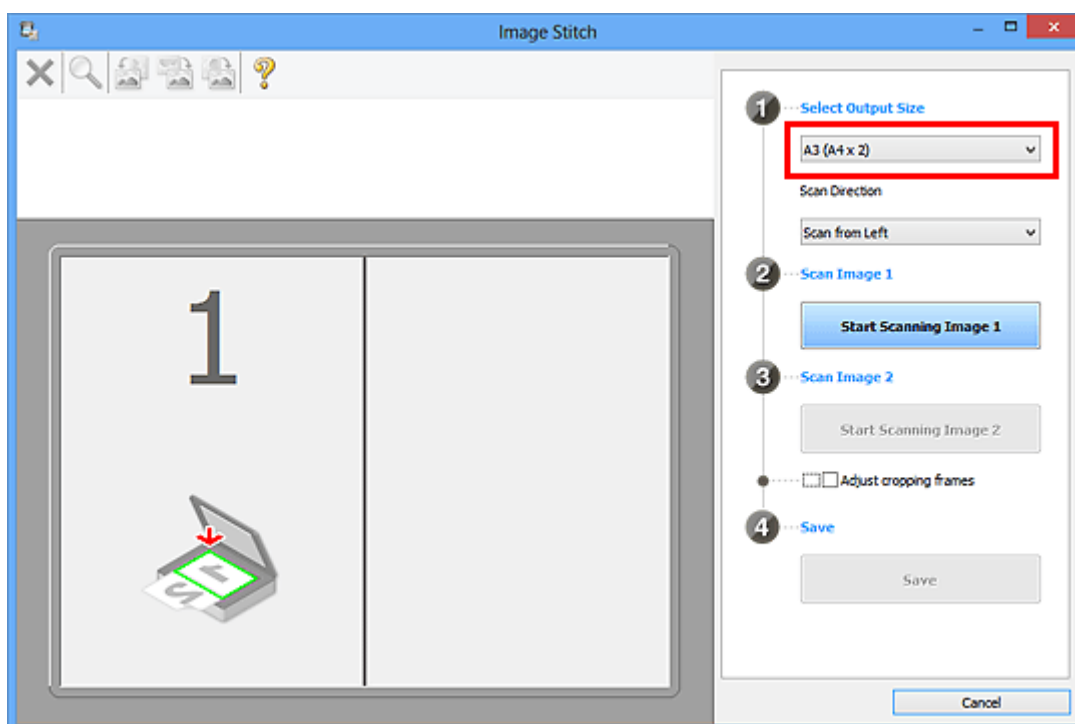 Image Stitch
1 Select Output Size
A3 (A4 x 2)
Scan Direction
Scan from Left
2 Scan Image 1
Start Scanning Image 1
3 Scan Image 2
Start Scanning Image 2
Adjust cropping frames
4 Save
Save
Cancel
1